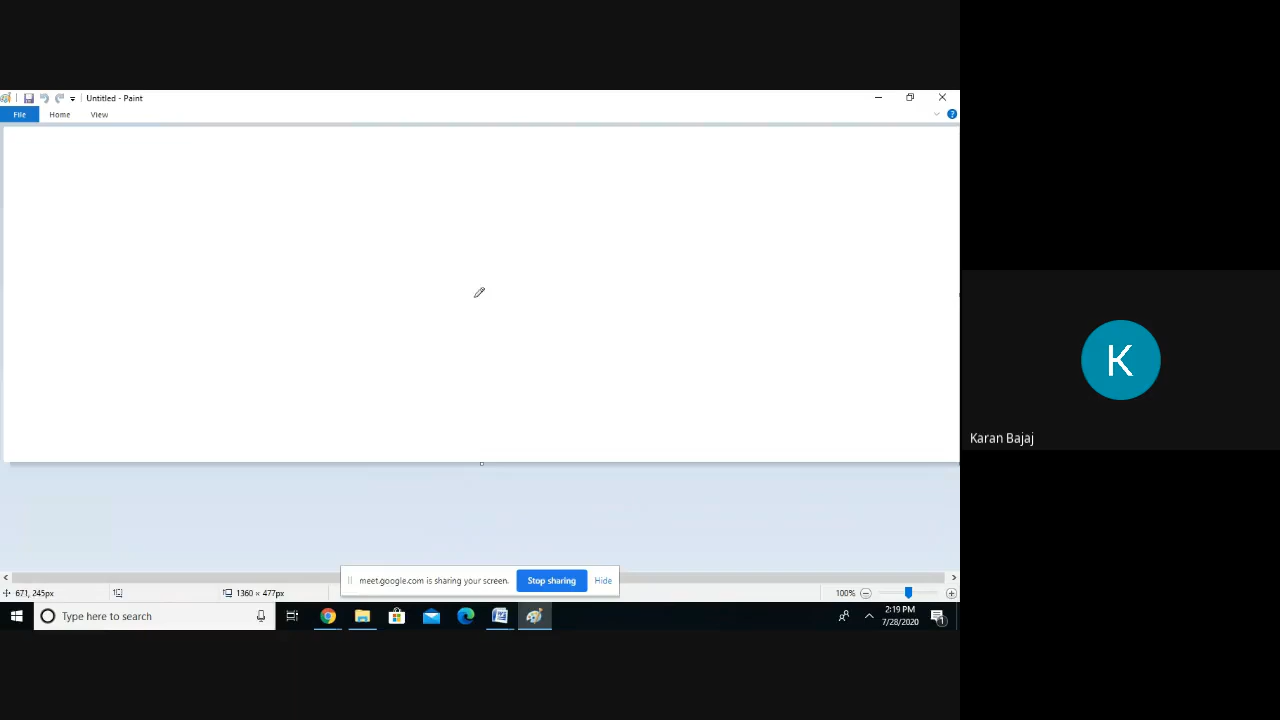 Untitled - Paint
File Home View
K
Karan Bajaj
meet.google.com is sharing your screen. Stop sharing Hide
671, 245px 1360 × 477px 100%
Type here to search 2:19 PM
7/28/2020 1